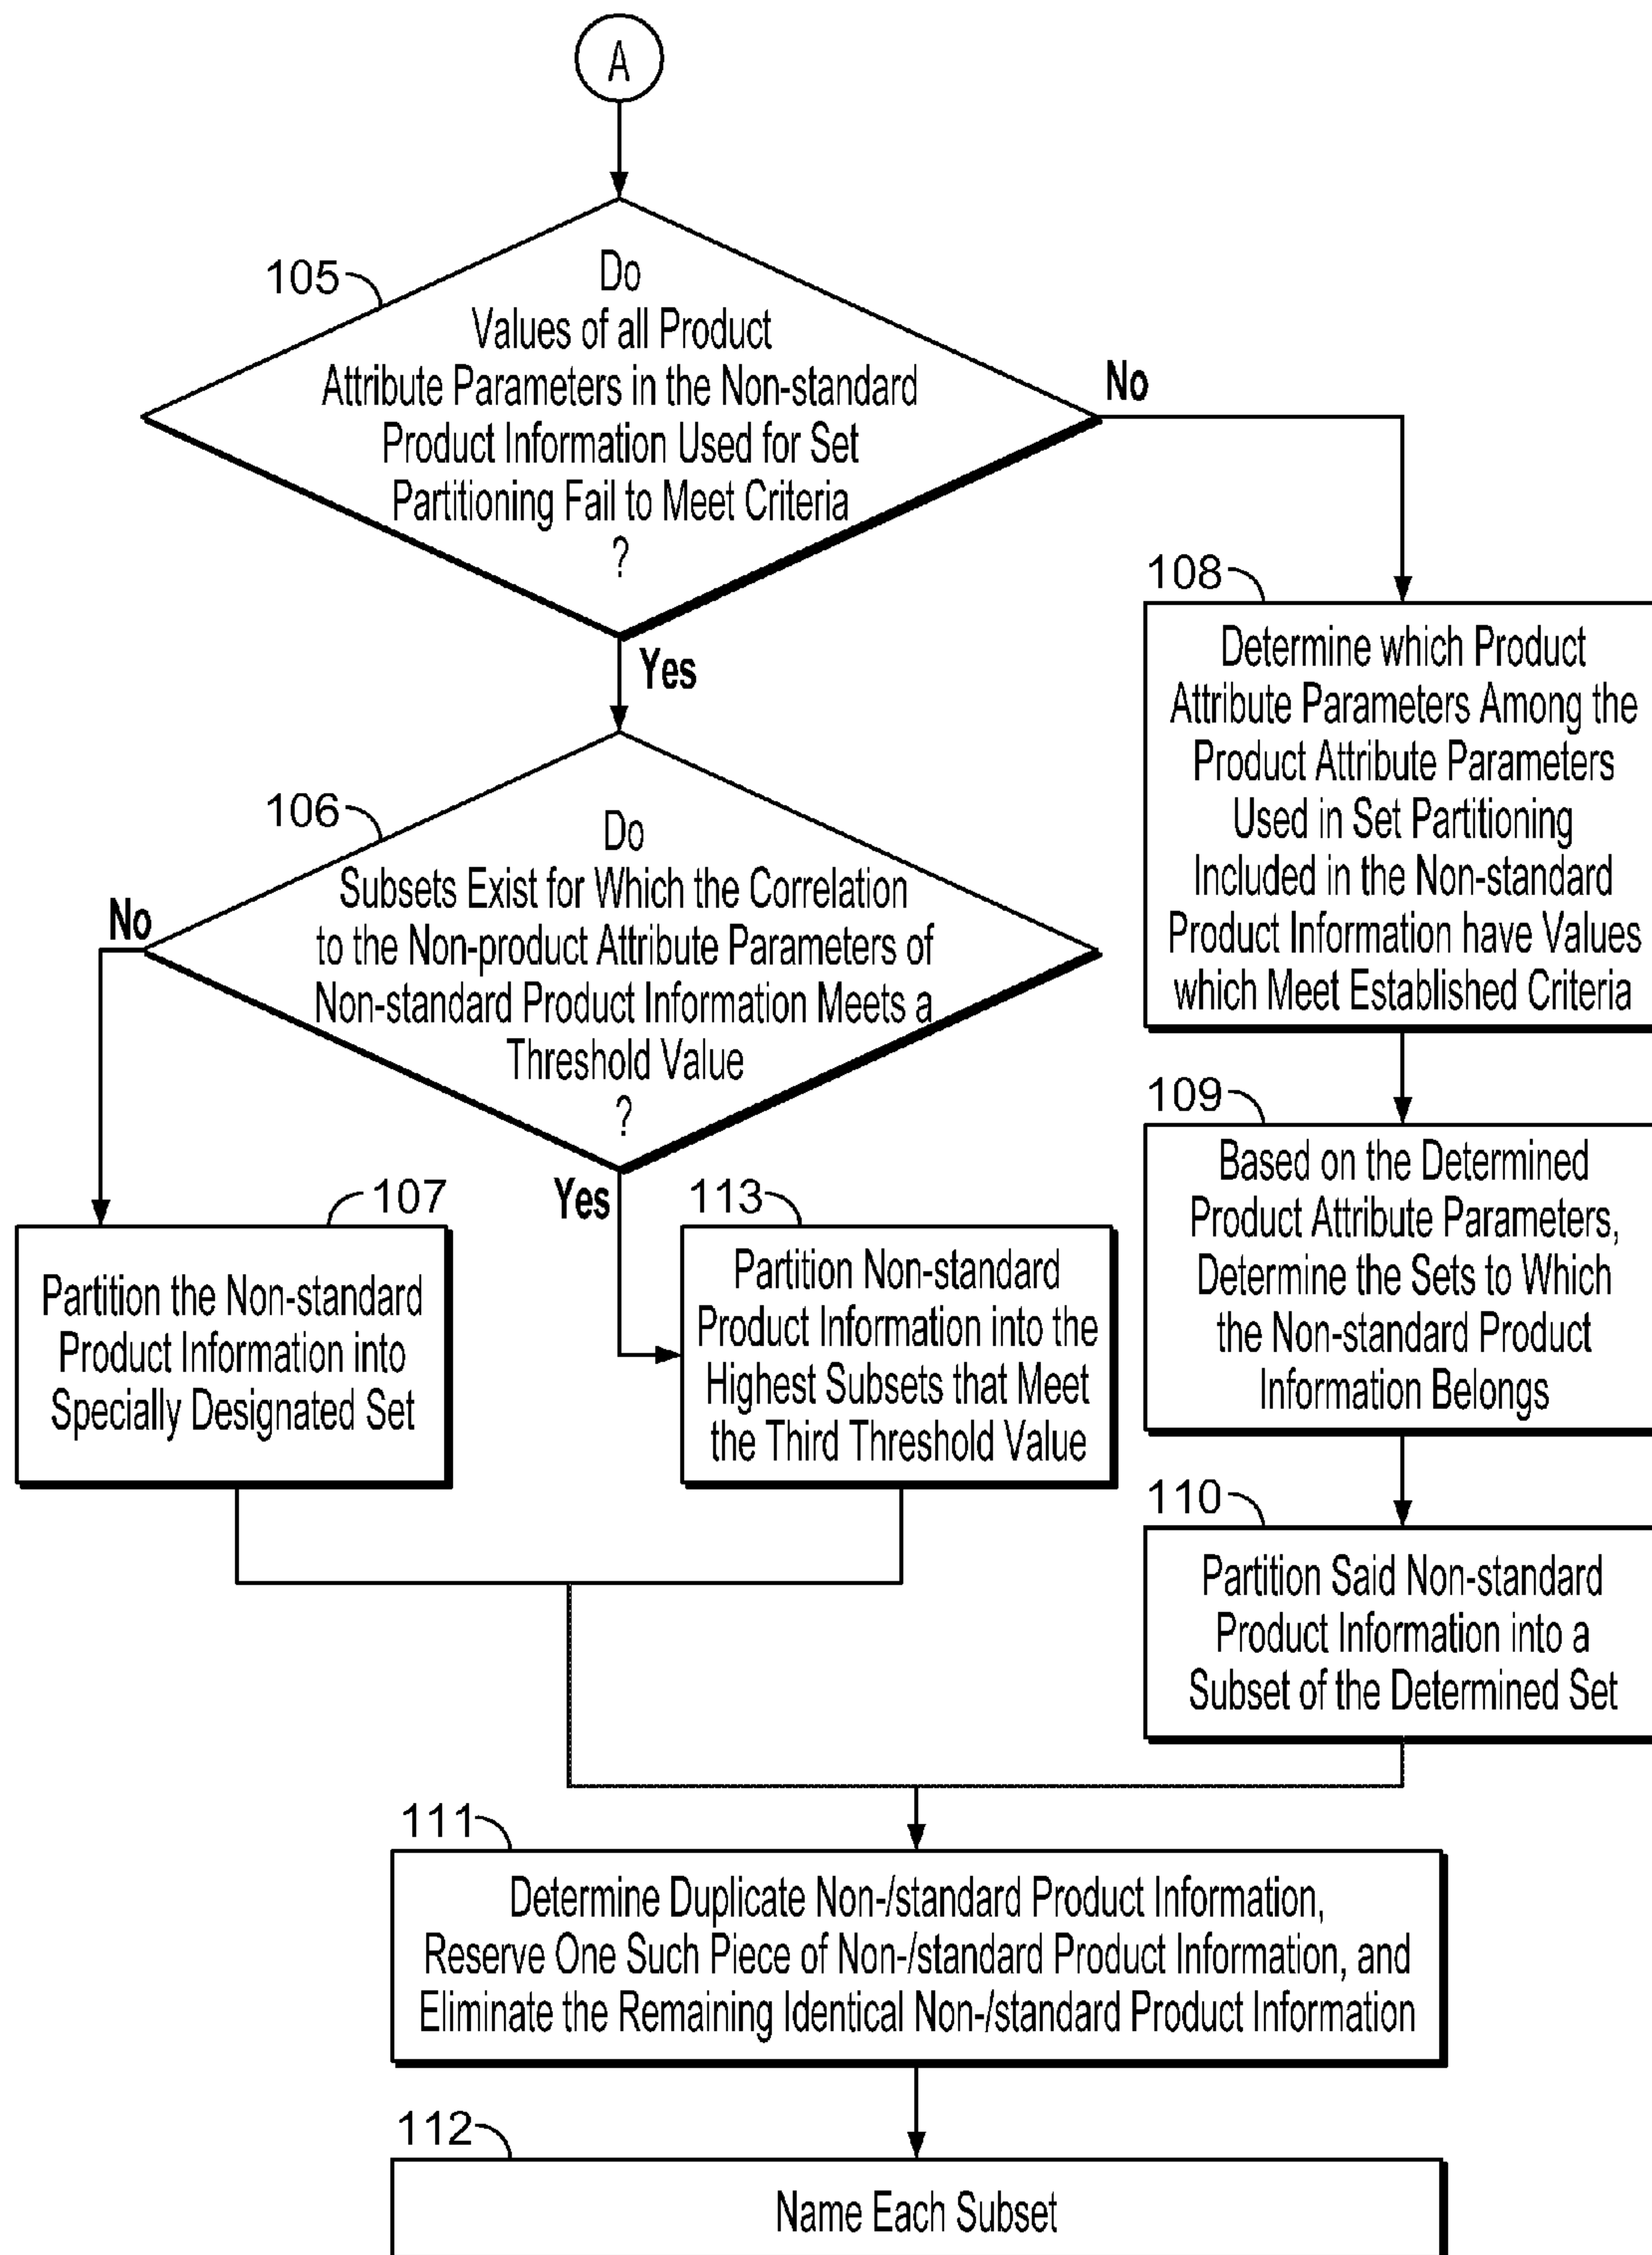 A
105
Do
Values of all Product
Attribute Parameters in the Non-standard
Product Information Used for Set
Partitioning Fail to Meet Criteria
?
No
Yes
108
Determine which Product
Attribute Parameters Among the
Product Attribute Parameters
Used in Set Partitioning
Included in the Non-standard
Product Information have Values
which Meet Established Criteria
106
Do
Subsets Exist for Which the Correlation
to the Non-product Attribute Parameters of
Non-standard Product Information Meets a
Threshold Value
?
No
Yes
109
Based on the Determined
Product Attribute Parameters,
Determine the Sets to Which
the Non-standard Product
Information Belongs
107
Partition the Non-standard
Product Information into
Specially Designated Set
113
Partition Non-standard
Product Information into the
Highest Subsets that Meet
the Third Threshold Value
110
Partition Said Non-standard
Product Information into a
Subset of the Determined Set
111
Determine Duplicate Non-/standard Product Information,
Reserve One Such Piece of Non-/standard Product Information, and
Eliminate the Remaining Identical Non-/standard Product Information
112
Name Each Subset